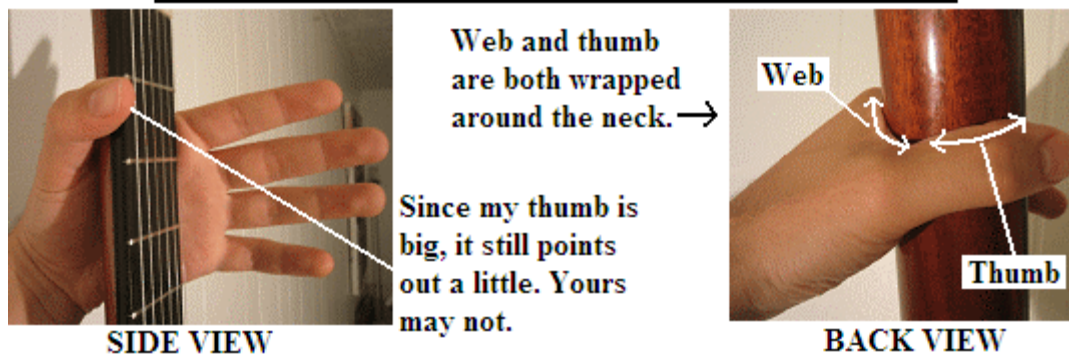 Web and thumb
are both wrapped
around the neck.
Since my thumb is
big, it still points
out a little. Yours
may not.
SIDE VIEW
Web
Thumb
BACK VIEW